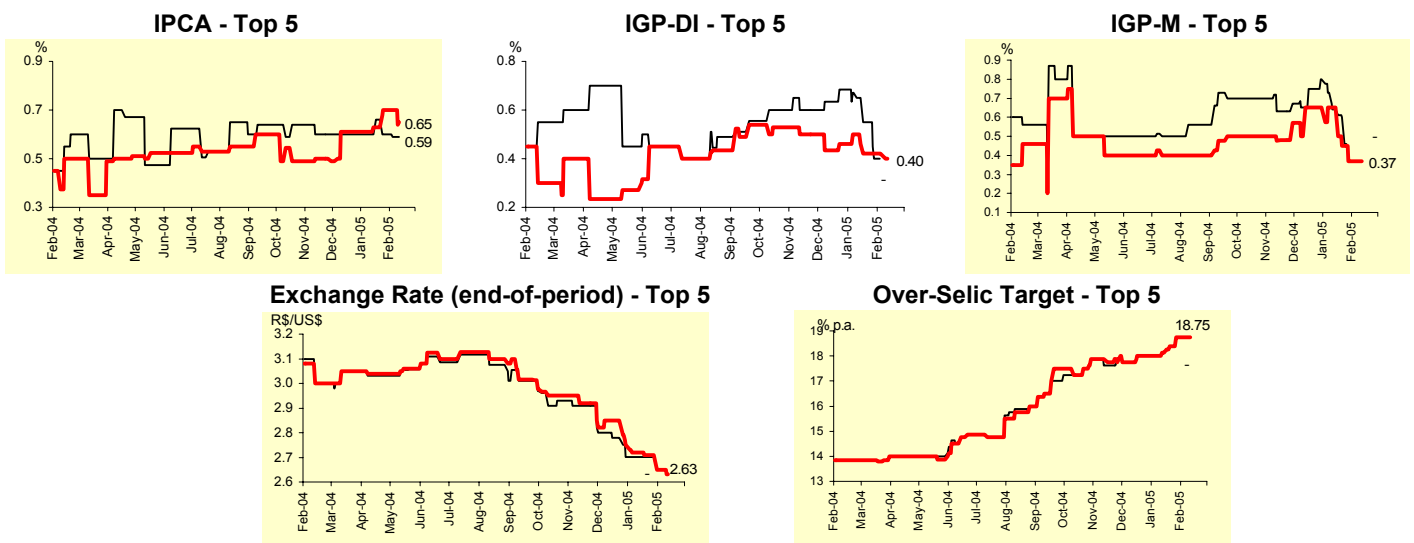 IPCA - Top 5
%
0.9
0.7
0.5
0.3
0.65
0.59
Feb-04
Mar-04
Apr-04
May-04
Jun-04
Jul-04
Aug-04
Sep-04
Oct-04
Nov-04
Dec-04
Jan-05
Feb-05
IGP-DI - Top 5
%
0.8
0.6
0.4
0.2
0.40
-
Feb-04
Mar-04
Apr-04
May-04
Jun-04
Jul-04
Aug-04
Sep-04
Oct-04
Nov-04
Dec-04
Jan-05
Feb-05
IGP-M - Top 5
%
0.9
0.8
0.7
0.6
0.5
0.4
0.3
0.2
0.1
-
0.37
Feb-04
Mar-04
Apr-04
May-04
Jun-04
Jul-04
Aug-04
Sep-04
Oct-04
Nov-04
Dec-04
Jan-05
Feb-05
Exchange Rate (end-of-period) - Top 5
R$/US$
3.2
3.1
3.0
2.9
2.8
2.7
2.6
-
2.63
Feb-04
Mar-04
Apr-04
May-04
Jun-04
Jul-04
Aug-04
Sep-04
Oct-04
Nov-04
Dec-04
Jan-05
Feb-05
Over-Selic Target - Top 5
% p.a.
19
18
17
16
15
14
13
18.75
-
Feb-04
Mar-04
Apr-04
May-04
Jun-04
Jul-04
Aug-04
Sep-04
Oct-04
Nov-04
Dec-04
Jan-05
Feb-05